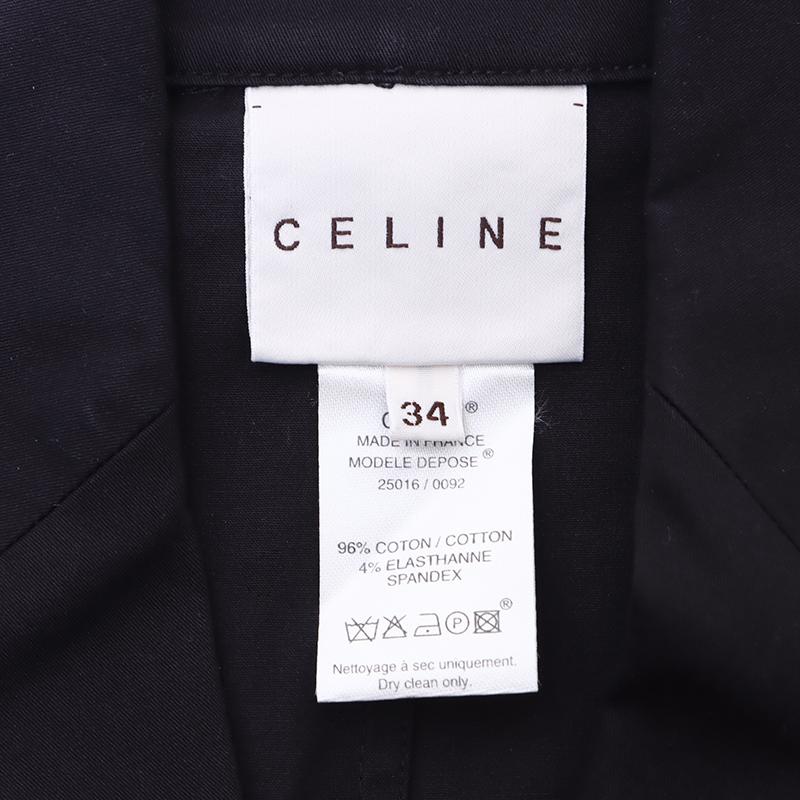 CELINE
34
®
MADE IN FRANCE
MODELE DEPOSE®
25016 / 0092
96% COTON / COTTON
4% ELASTHANNE
SPANDEX
P ®
Nettoyage à sec uniquement.
Dry clean only.